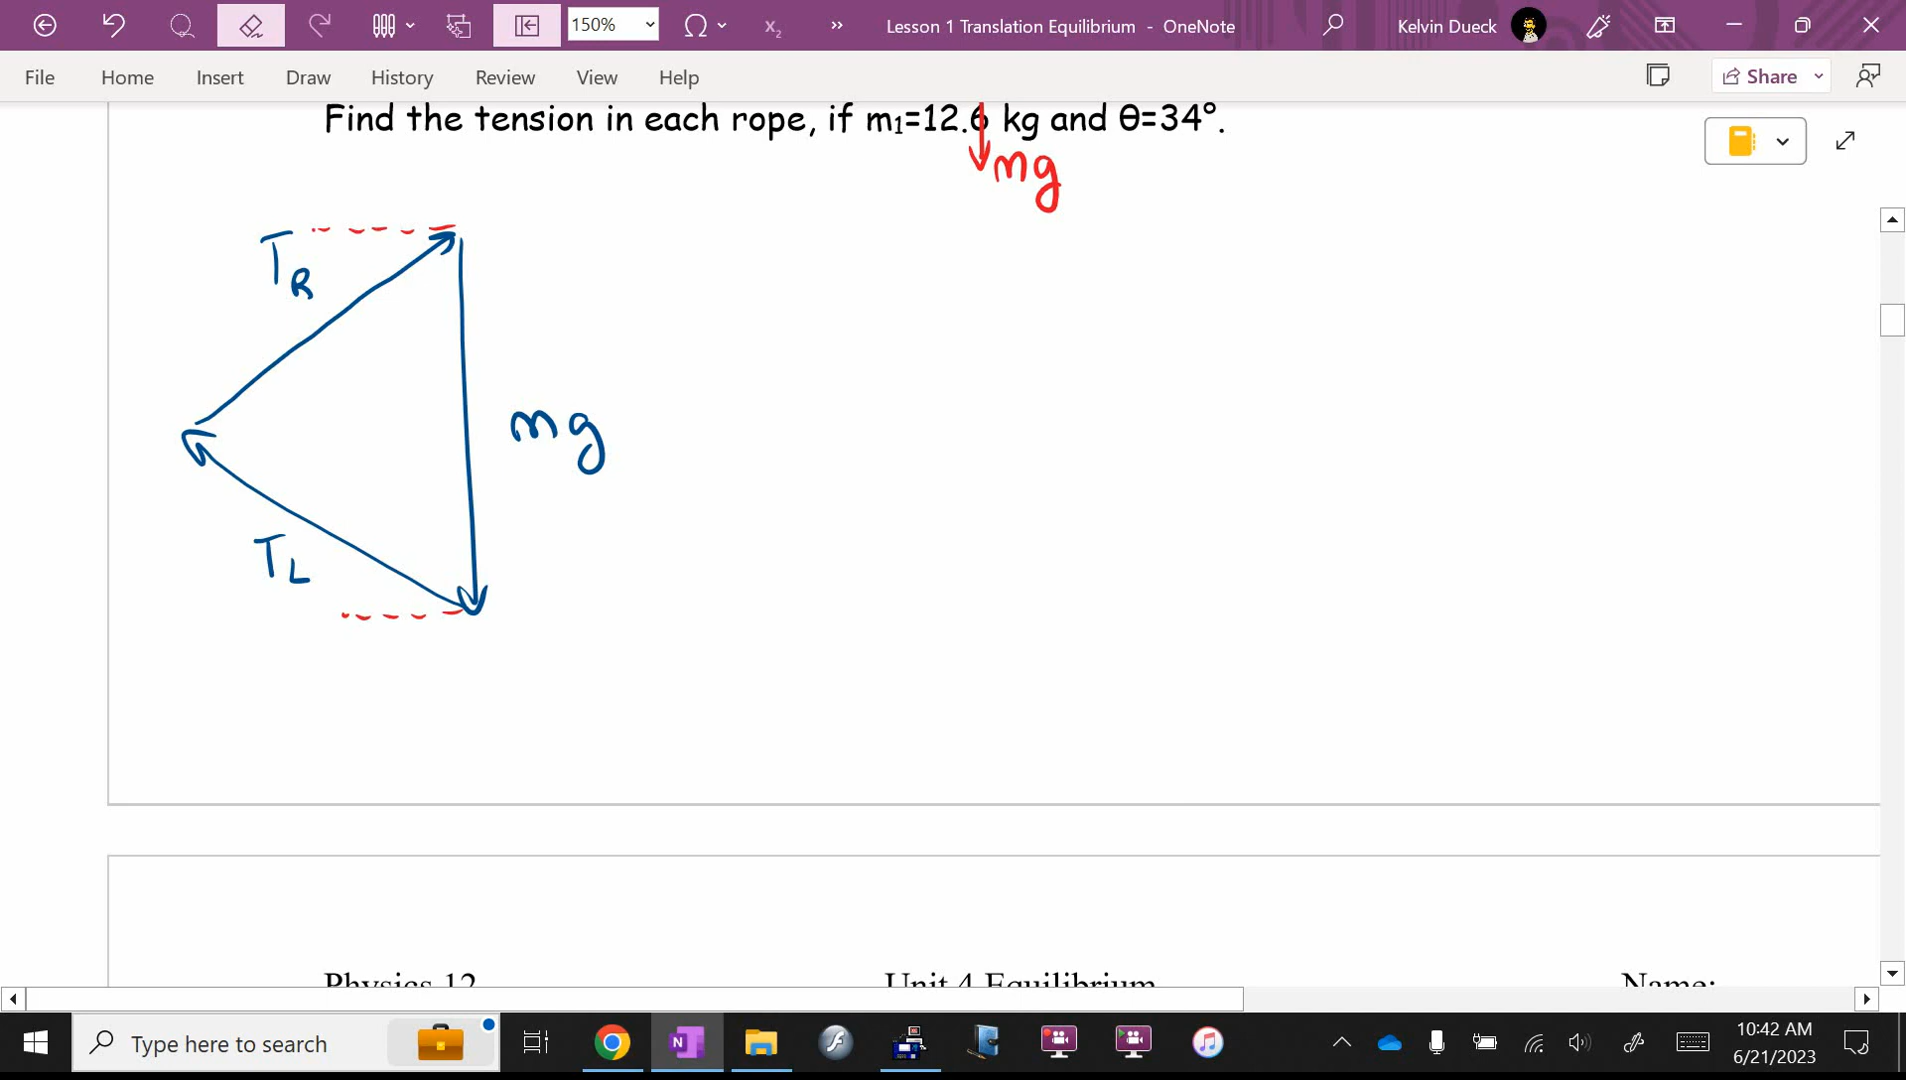 150%
Lesson 1 Translation Equilibrium - OneNote
Kelvin Dueck
File Home Insert Draw History Review View Help
Share
Find the tension in each rope, if m₁=12.6 kg and θ=34°.
mg
T_R
mg
T_L
Physics 12 Unit 4 Equilibrium Name:
Type here to search
10:42 AM
6/21/2023